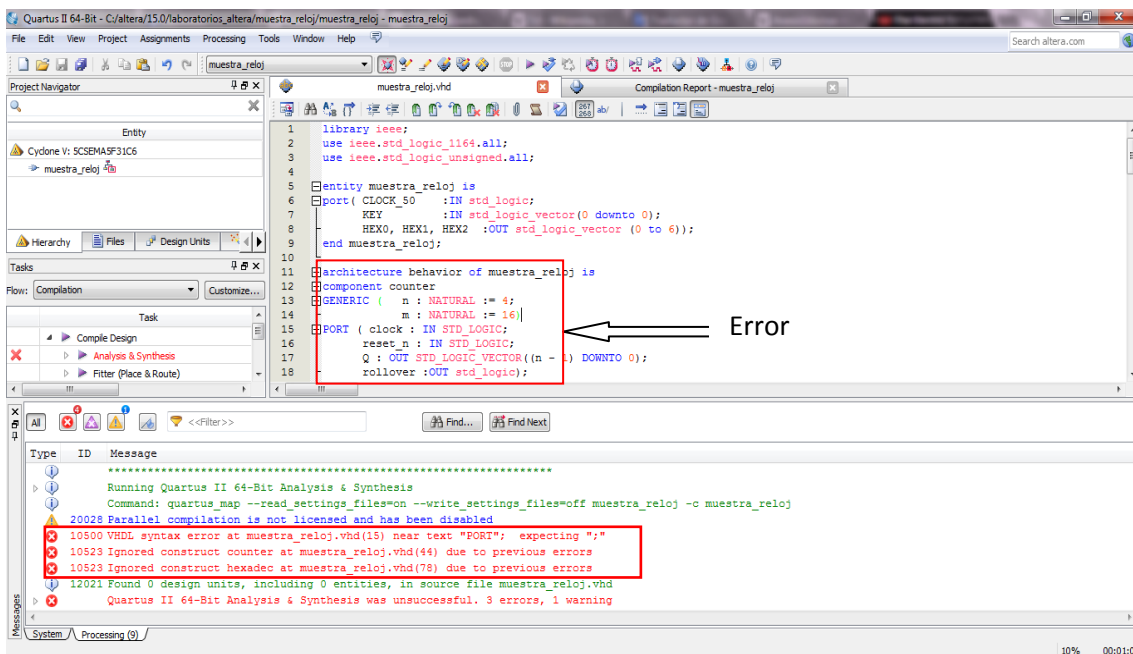 Quartus II 64-Bit - C:/altera/15.0/laboratorios_altera/muestra_reloj/muestra_reloj - muestra_reloj
File Edit View Project Assignments Processing Tools Window Help
Search altera.com
muestra_reloj
Project Navigator
muestra_reloj.vhd
Compilation Report - muestra_reloj
267
268
ab/
Entity
Cyclone V: 5CSEMA5F31C6
muestra_reloj
Hierarchy Files Design Units
Tasks
Flow: Compilation Customize...
Task
Compile Design
Analysis & Synthesis
Fitter (Place & Route)
1 library ieee;
2 use ieee.std_logic_1164.all;
3 use ieee.std_logic_unsigned.all;
4
5 entity muestra_reloj is
6 port( CLOCK_50 :IN std_logic;
7 KEY :IN std_logic_vector(0 downto 0);
8 HEX0, HEX1, HEX2 :OUT std_logic_vector (0 to 6));
9 end muestra_reloj;
10
11 architecture behavior of muestra_reloj is
12 component counter
13 GENERIC ( n : NATURAL := 4;
14 m : NATURAL := 16)
15 PORT ( clock : IN STD_LOGIC;
16 reset_n : IN STD_LOGIC;
17 Q : OUT STD_LOGIC_VECTOR((n - 1) DOWNTO 0);
18 rollover :OUT std_logic);
Error
All
4
1
<<Filter>>
Find... Find Next
Type ID Message
*******************************************************************
Running Quartus II 64-Bit Analysis & Synthesis
Command: quartus_map --read_settings_files=on --write_settings_files=off muestra_reloj -c muestra_reloj
20028 Parallel compilation is not licensed and has been disabled
10500 VHDL syntax error at muestra_reloj.vhd(15) near text "PORT"; expecting ";"
10523 Ignored construct counter at muestra_reloj.vhd(44) due to previous errors
10523 Ignored construct hexadec at muestra_reloj.vhd(78) due to previous errors
12021 Found 0 design units, including 0 entities, in source file muestra_reloj.vhd
Quartus II 64-Bit Analysis & Synthesis was unsuccessful. 3 errors, 1 warning
Messages
System Processing (9)
10% 00:01:0